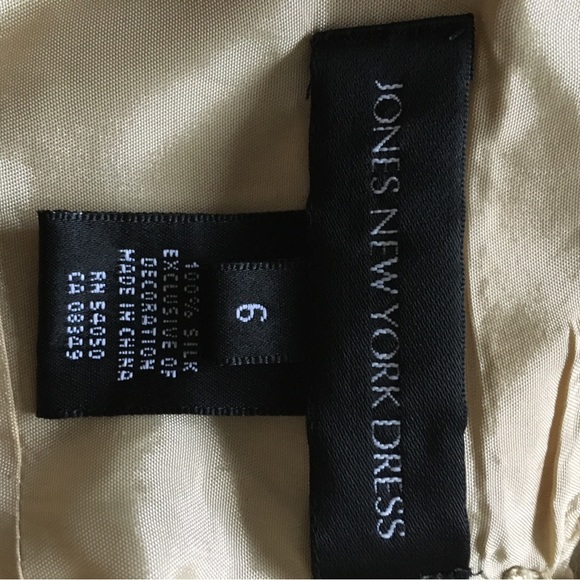 JONES NEW YORK DRESS
6
100% SILK
EXCLUSIVE OF
DECORATION
MADE IN CHINA
RN 54050
CA 08349